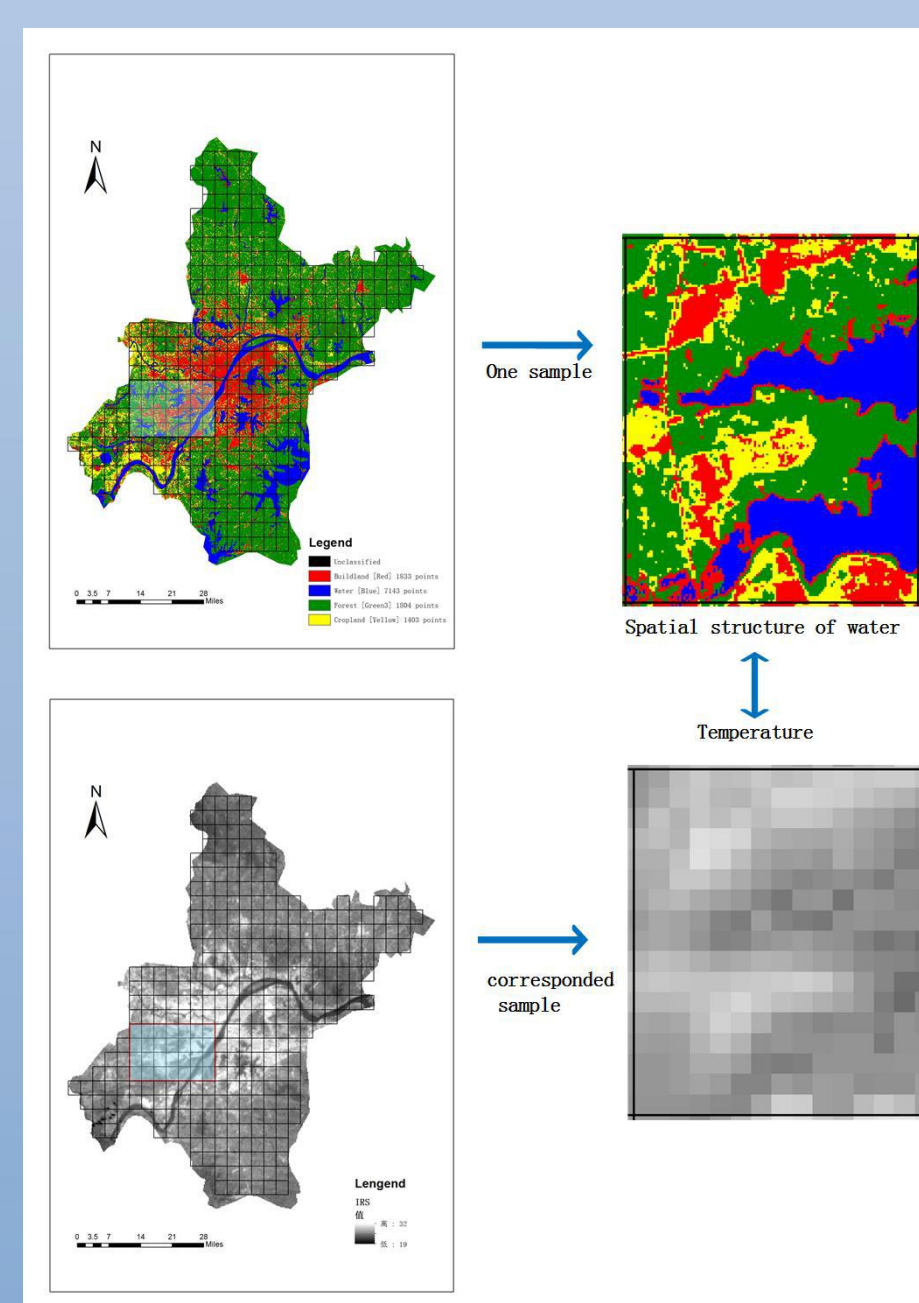 N
Legend
Unclassified
Buildland [Red] 1833 points
Water [Blue] 7143 points
Forest [Green3] 1804 points
Cropland [Yellow] 1403 points
0 3.5 7 14 21 28
Miles
One sample
Spatial structure of water
Temperature
N
corresponded
sample
Lengend
IRS
值
高 : 32
低 : 19
0 3.5 7 14 21 28
Miles